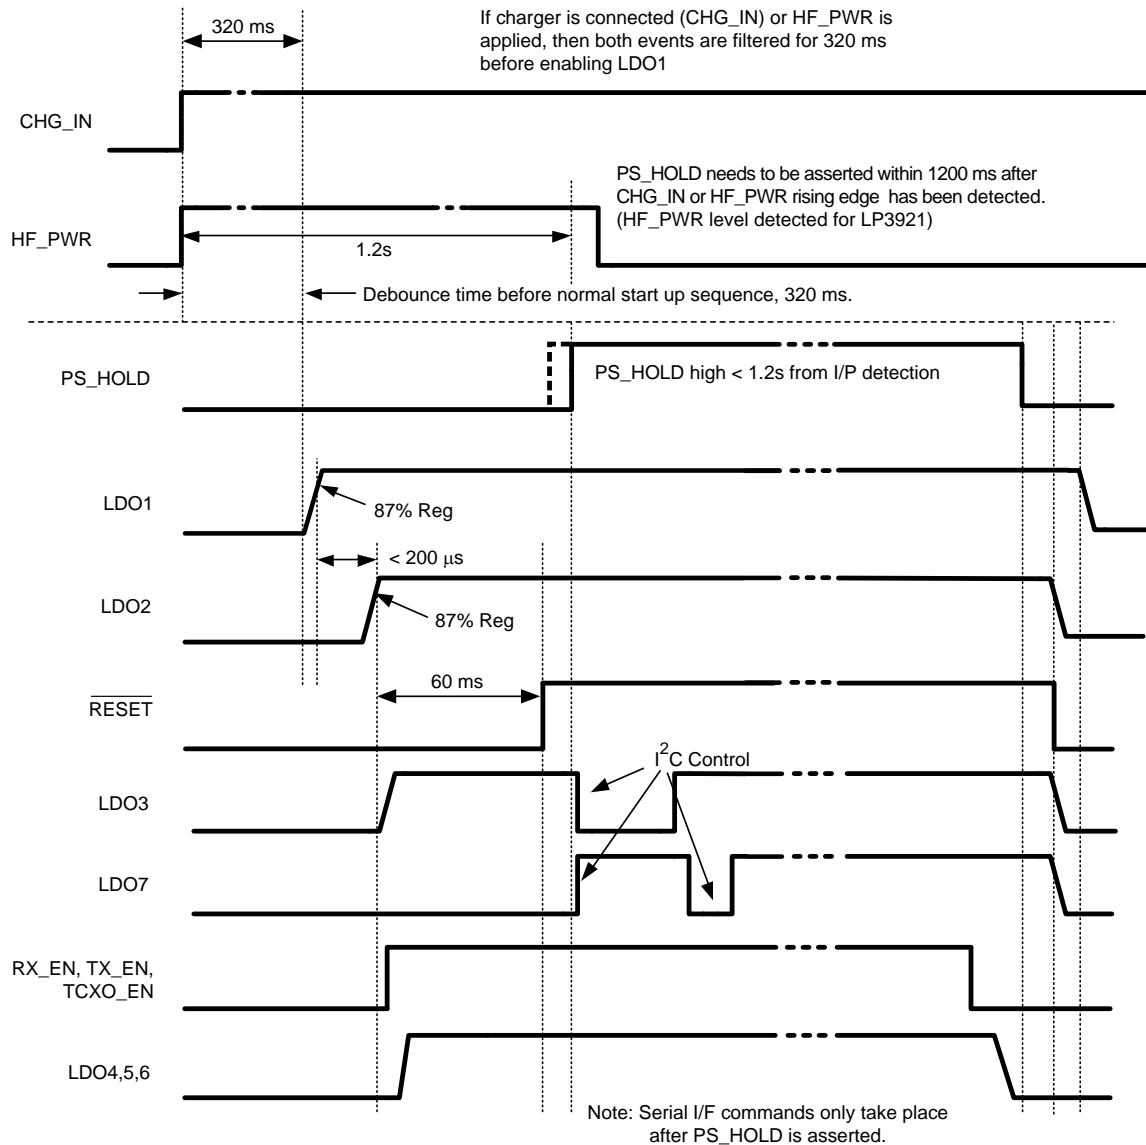 320 ms
If charger is connected (CHG_IN) or HF_PWR is
applied, then both events are filtered for 320 ms
before enabling LDO1
CHG_IN
PS_HOLD needs to be asserted within 1200 ms after
CHG_IN or HF_PWR rising edge has been detected.
(HF_PWR level detected for LP3921)
HF_PWR
1.2s
Debounce time before normal start up sequence, 320 ms.
PS_HOLD
PS_HOLD high < 1.2s from I/P detection
LDO1
87% Reg
< 200 μs
LDO2
87% Reg
60 ms
RESET
I2C Control
LDO3
LDO7
RX_EN, TX_EN,
TCXO_EN
LDO4,5,6
Note: Serial I/F commands only take place
after PS_HOLD is asserted.